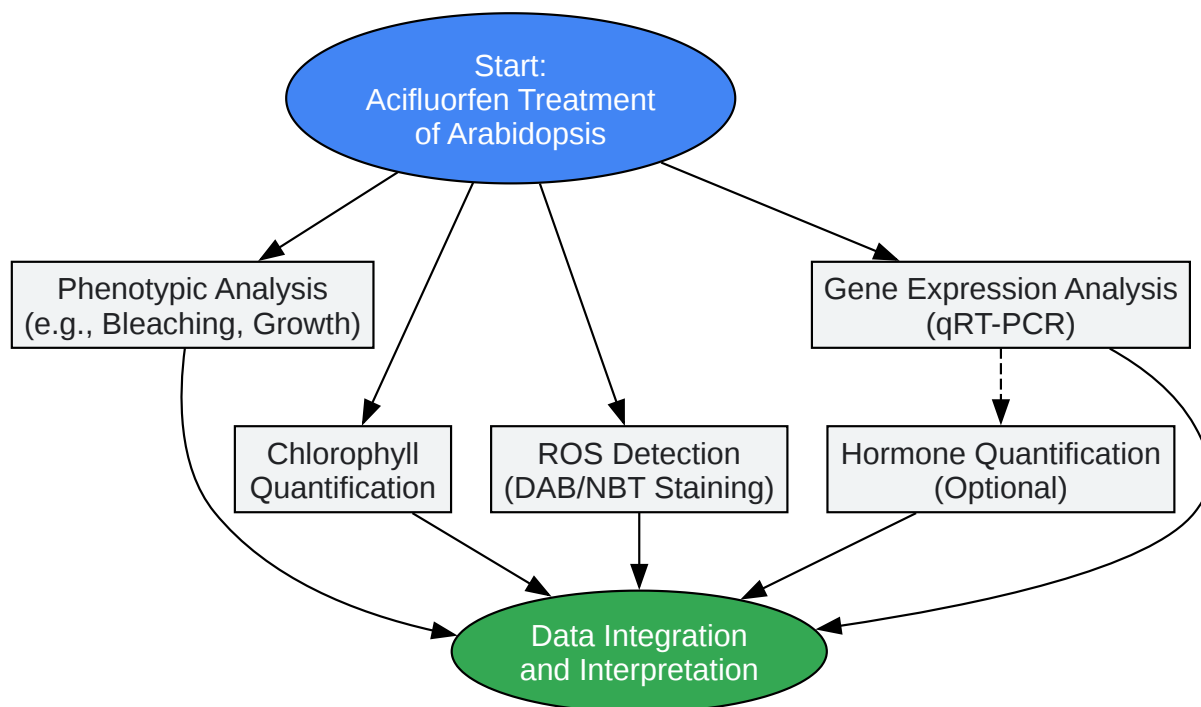 Start:
Acifluorfen Treatment
of Arabidopsis
Phenotypic Analysis
(e.g., Bleaching, Growth)
Gene Expression Analysis
(qRT-PCR)
Chlorophyll
Quantification
ROS Detection
(DAB/NBT Staining)
Hormone Quantification
(Optional)
Data Integration
and Interpretation